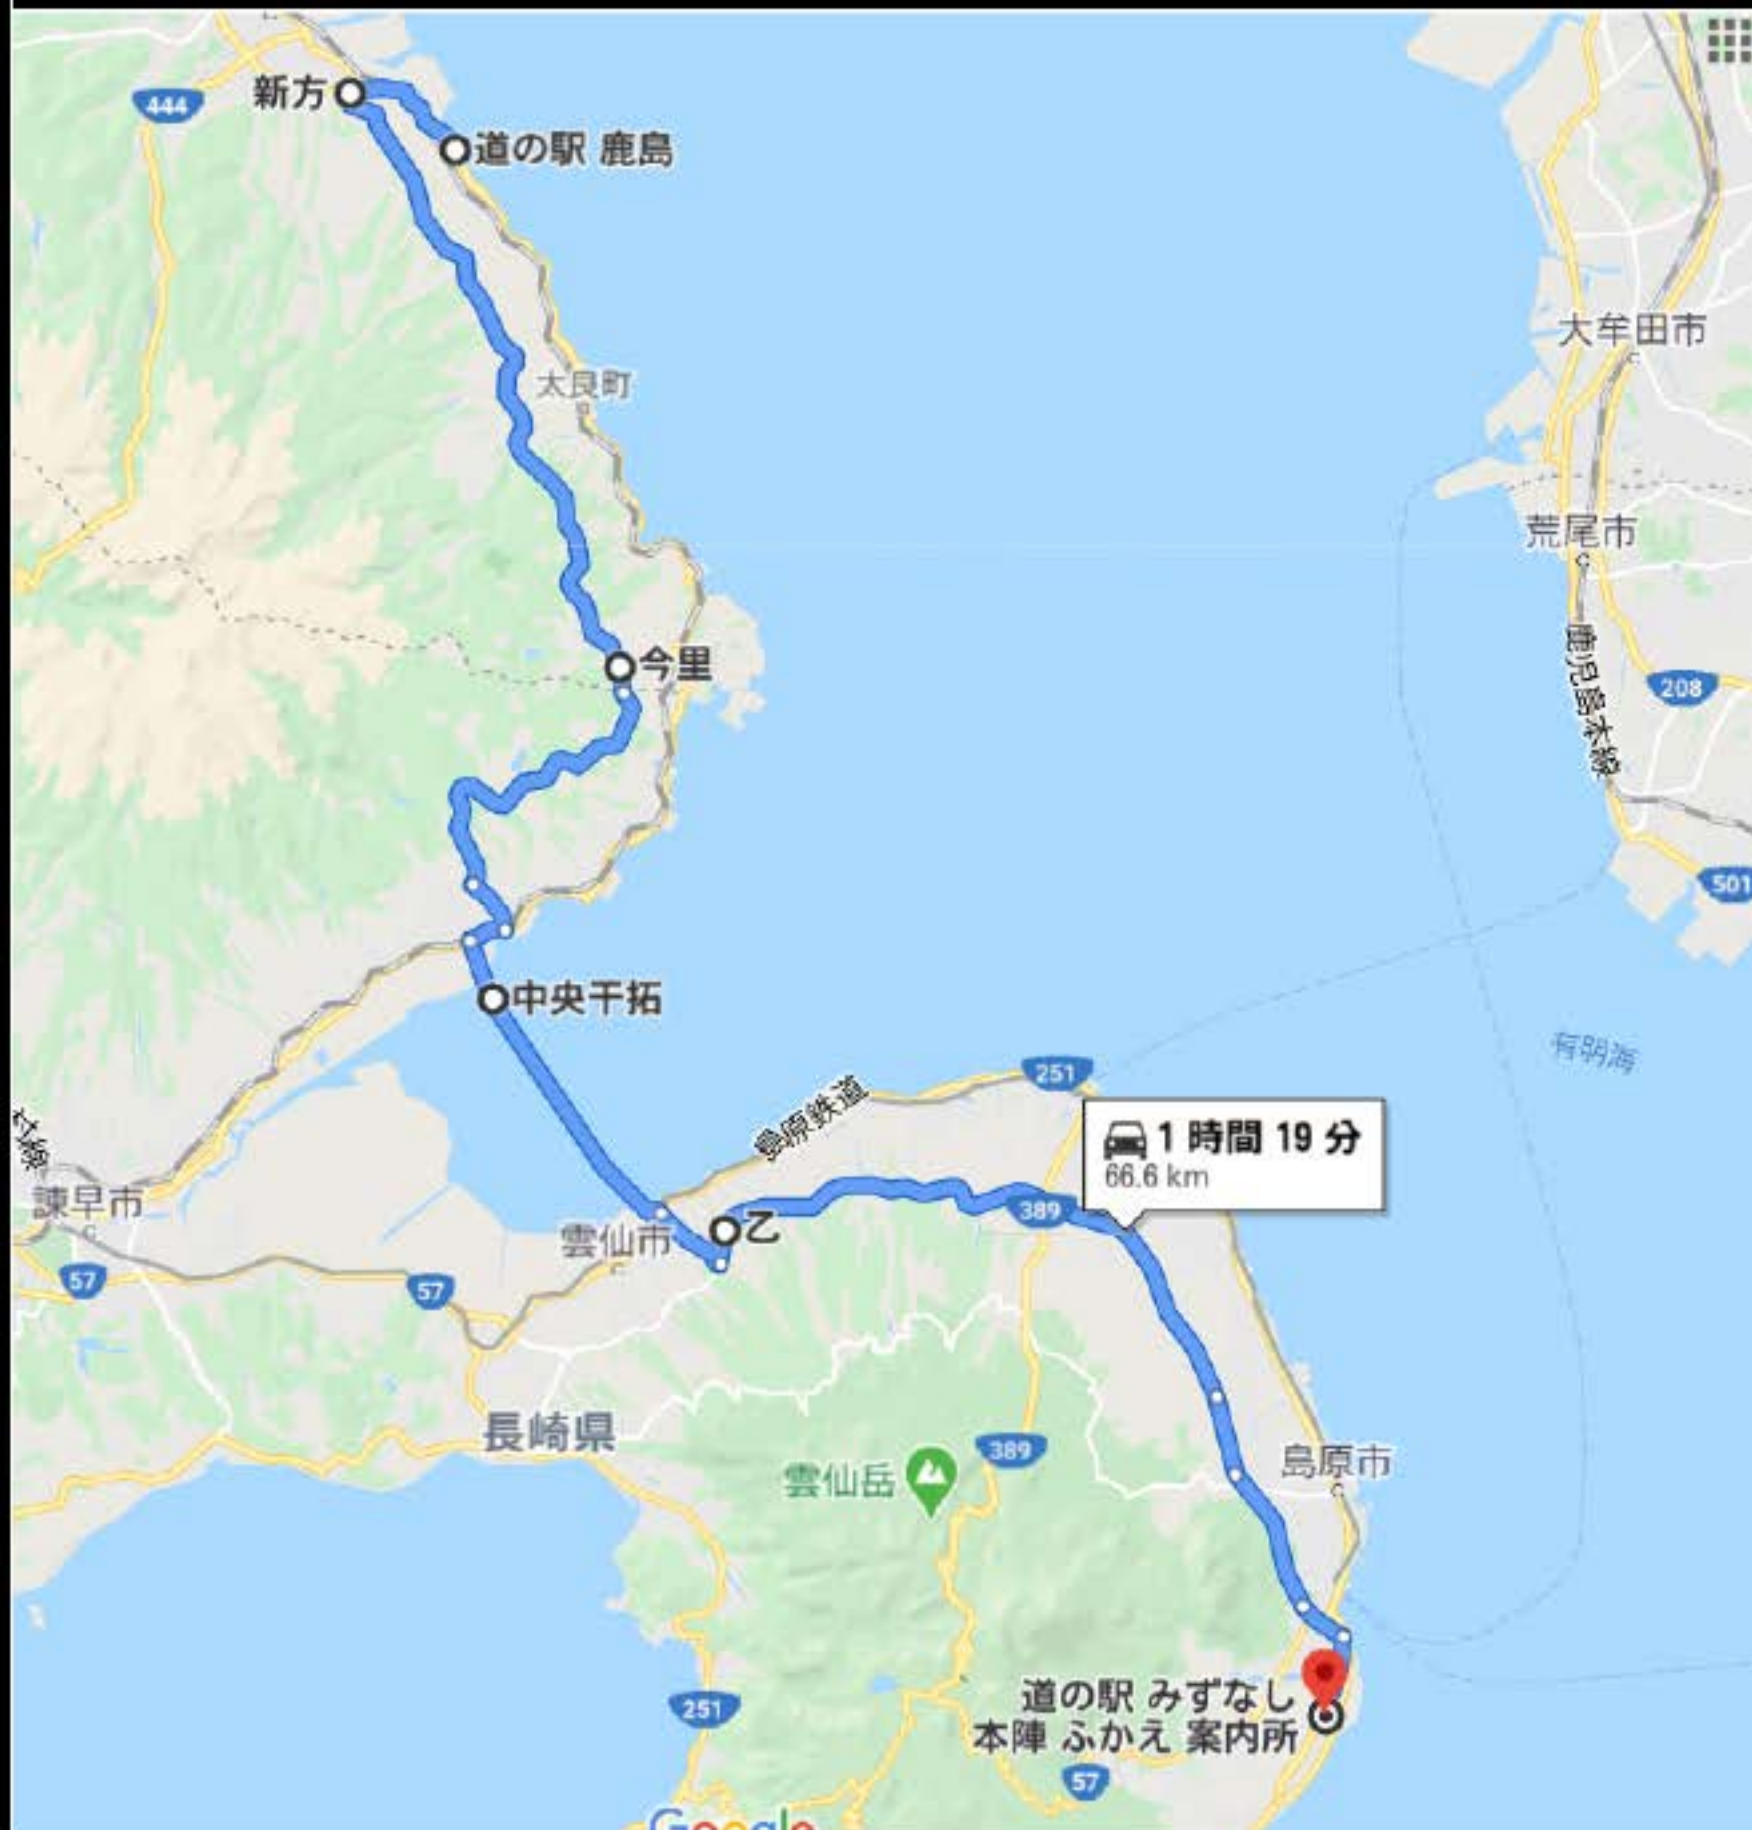 444
新方
道の駅 鹿島
大牟田市
太良町
荒尾市
鹿児島本線
208
今里
501
中央干拓
有明海
251
島原鉄道
1 時間 19 分
66.6 km
諫早市
389
乙
雲仙市
57
57
長崎県
389
雲仙岳
島原市
251
道の駅 みずなし
本陣 ふかえ 案内所
57
Google